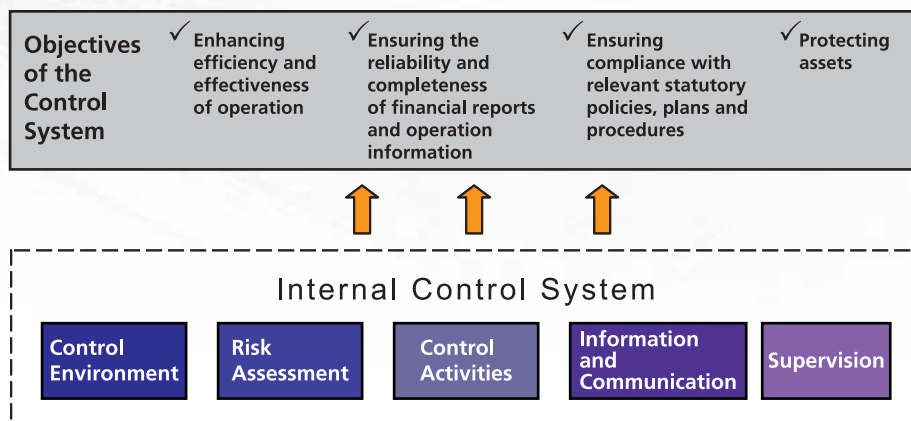 Objectives
of the
Control
System
✓ Enhancing
efficiency and
effectiveness
of operation
✓ Ensuring the
reliability and
completeness
of financial reports
and operation
information
✓ Ensuring
compliance with
relevant statutory
policies, plans and
procedures
✓ Protecting
assets
Internal Control System
Control
Environment
Risk
Assessment
Control
Activities
Information
and
Communication
Supervision